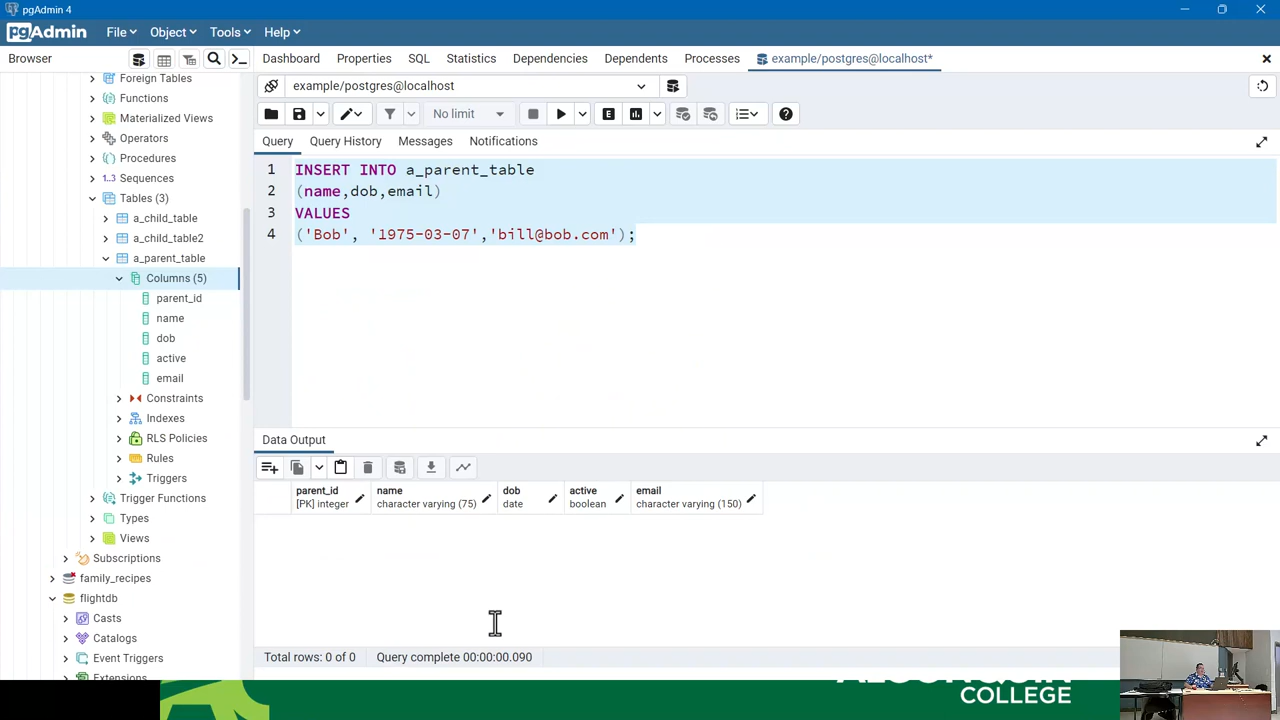 pgAdmin 4
pgAdmin File Object Tools Help
Browser
Dashboard Properties SQL Statistics Dependencies Dependents Processes example/postgres@localhost*
example/postgres@localhost
No limit
E
Query Query History Messages Notifications
Foreign Tables
Functions
Materialized Views
Operators
Procedures
1..3 Sequences
Tables (3)
a_child_table
a_child_table2
a_parent_table
Columns (5)
parent_id
name
dob
active
email
Constraints
Indexes
RLS Policies
Rules
Triggers
Trigger Functions
Types
Views
Subscriptions
family_recipes
flightdb
Casts
Catalogs
Event Triggers
Extensions
1 INSERT INTO a_parent_table
2 (name,dob,email)
3 VALUES
4 ('Bob', '1975-03-07','bill@bob.com');
Data Output
parent_id name dob active email
[PK] integer character varying (75) date boolean character varying (150)
Total rows: 0 of 0 Query complete 00:00:00.090
ALGONQUIN
COLLEGE